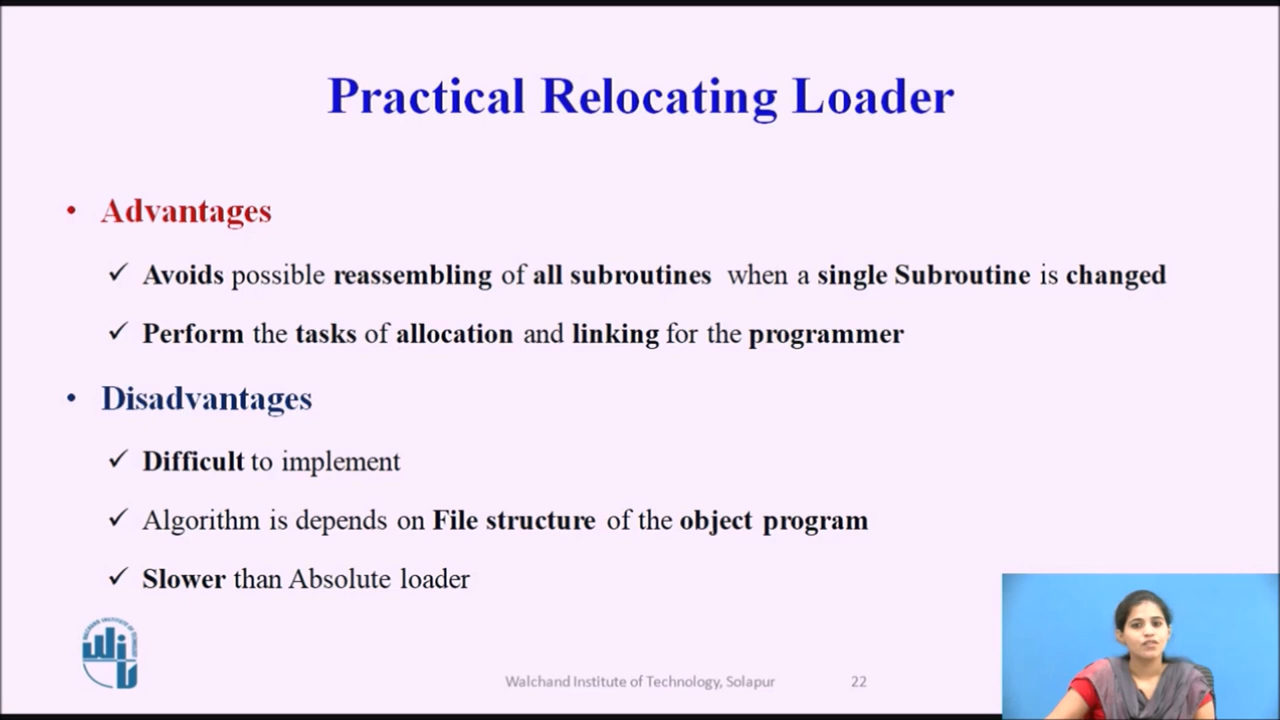 Practical Relocating Loader
• Advantages
✓ Avoids possible reassembling of all subroutines when a single Subroutine is changed
✓ Perform the tasks of allocation and linking for the programmer
• Disadvantages
✓ Difficult to implement
✓ Algorithm is depends on File structure of the object program
✓ Slower than Absolute loader
Walchand Institute of Technology, Solapur 22